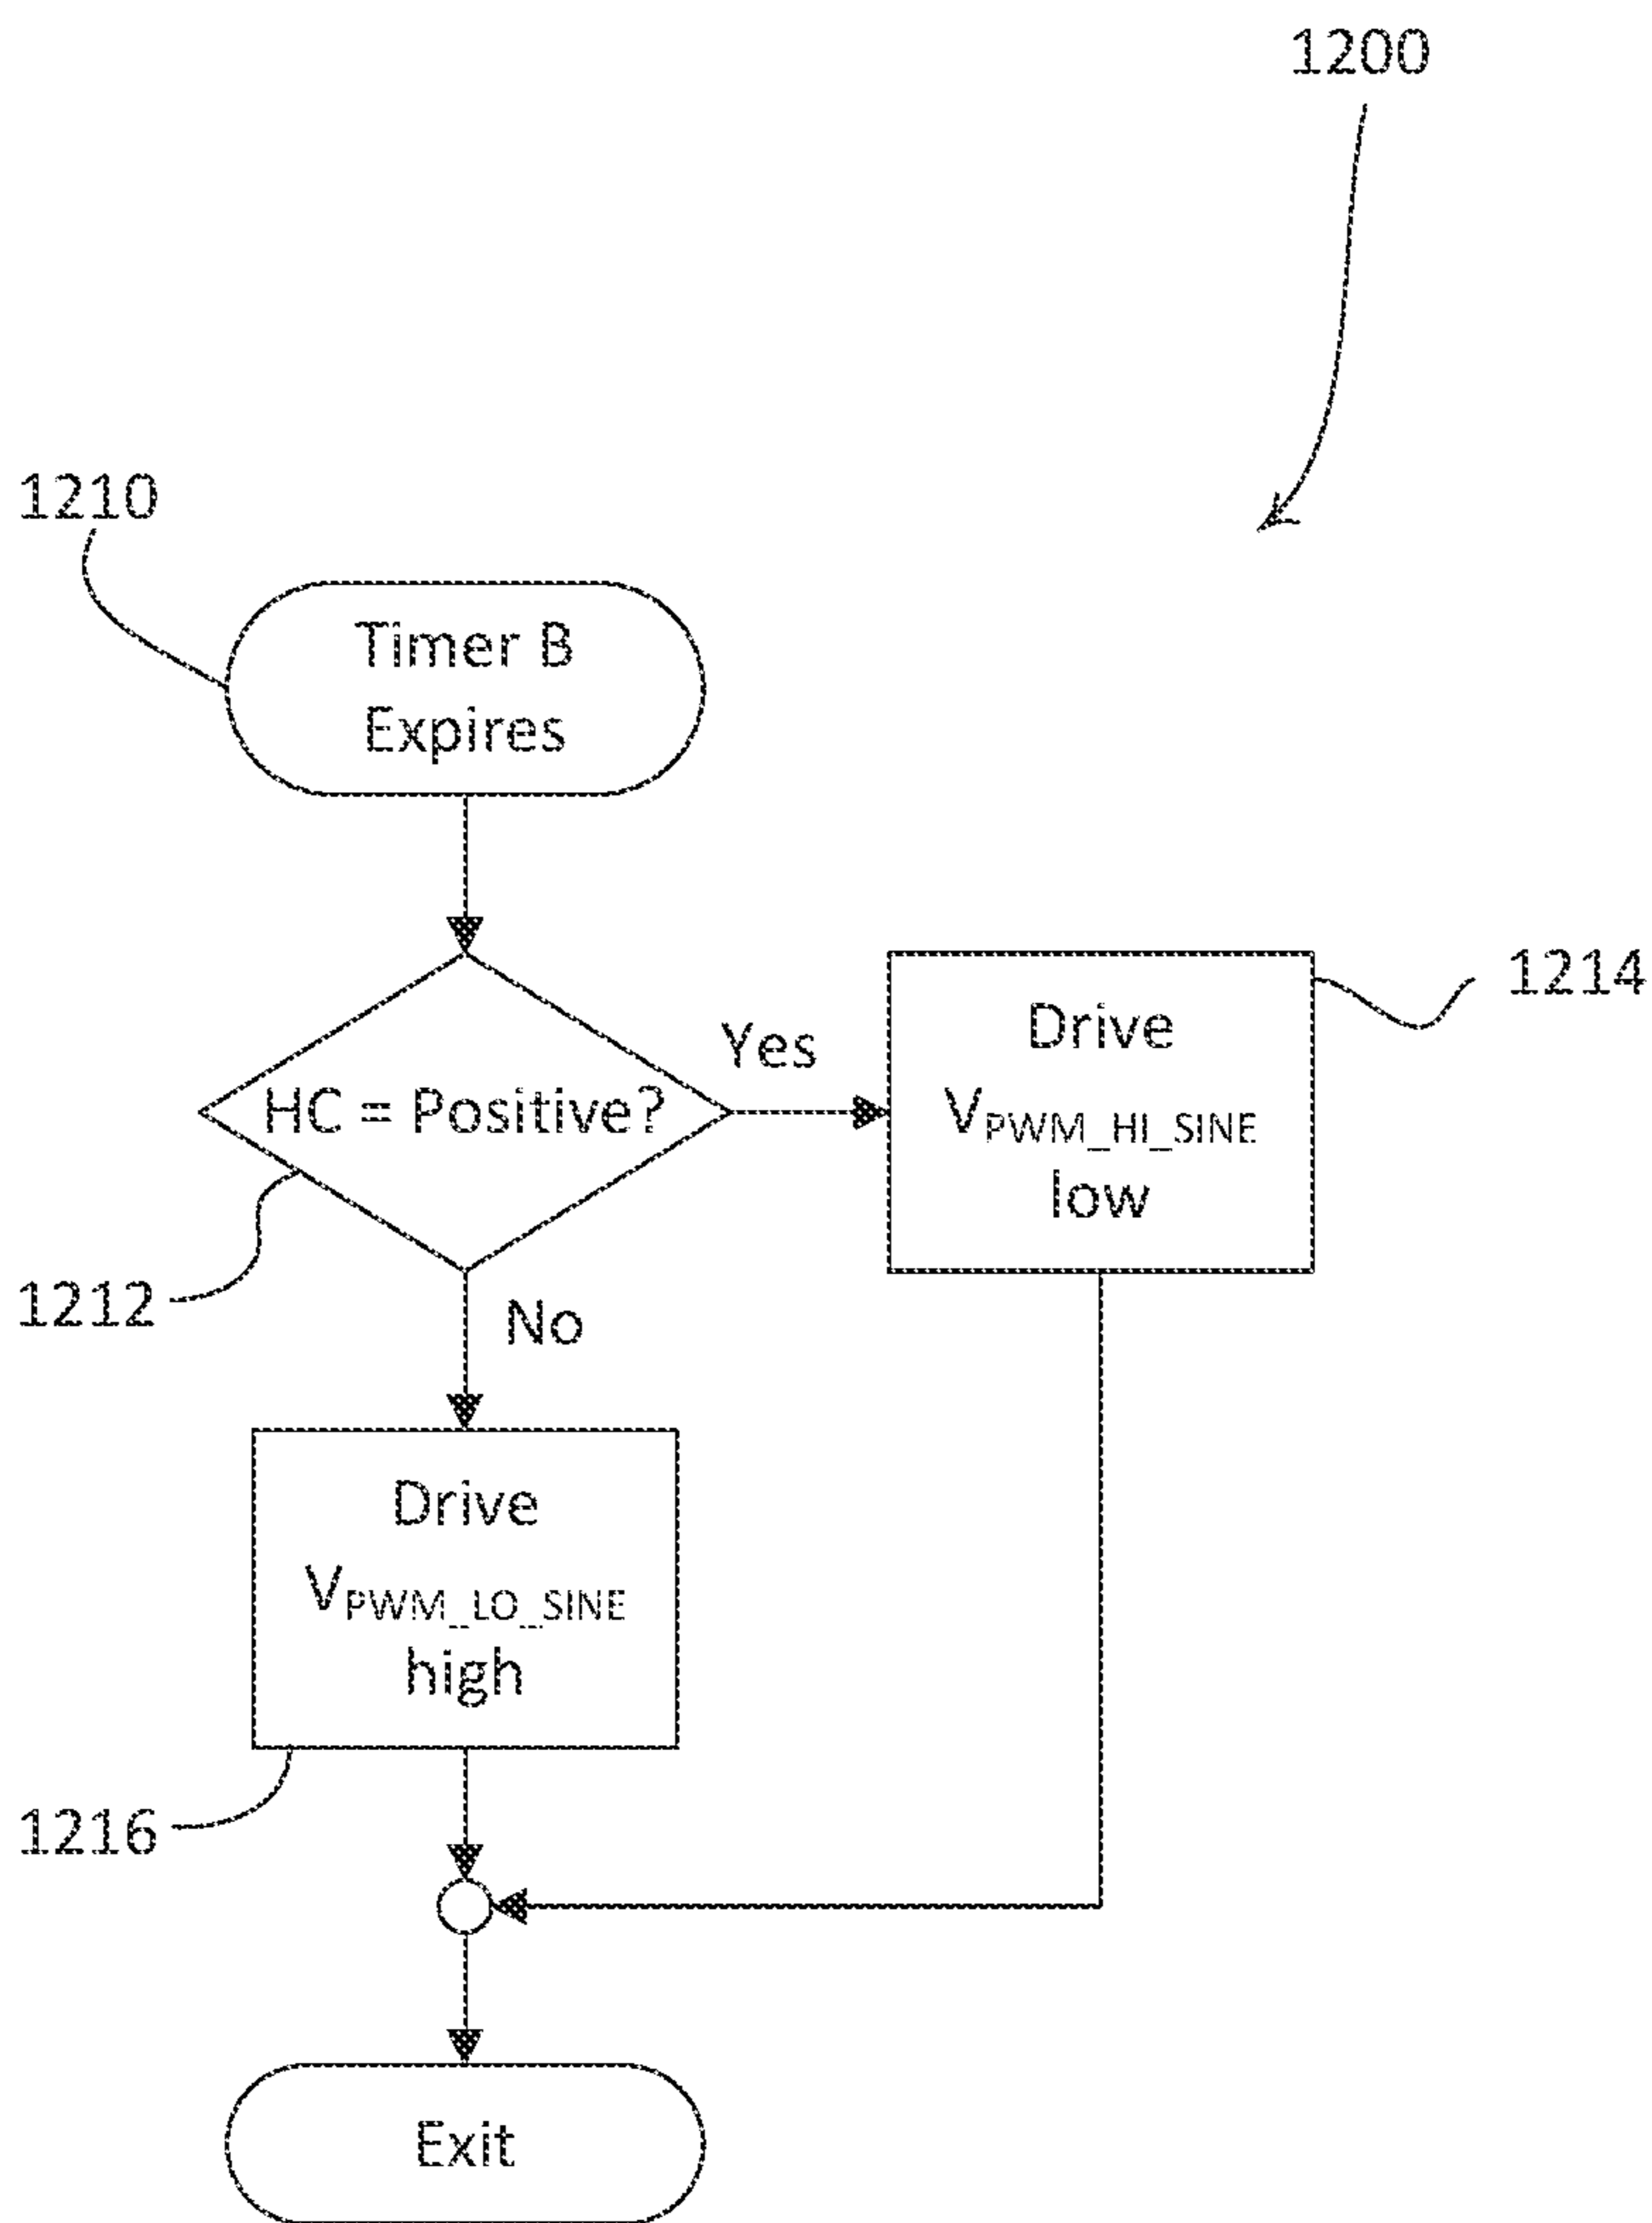 1200
1210
Timer B
Expires
HC = Positive?
Yes
Drive
VPWM_HI_SINE
low
1214
1212
No
Drive
VPWM_LO_SINE
high
1216
Exit